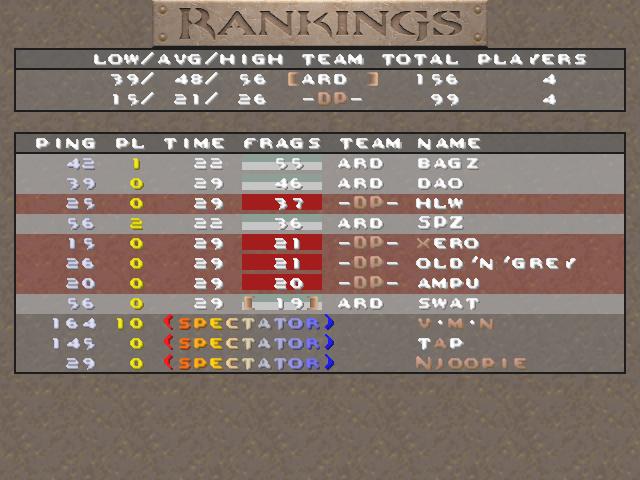 RANKINGS
LOW/AVG/HIGH TEAM TOTAL PLAYERS
39/ 48/ 56 [ARD ] 156 4
15/ 21/ 26 -DP- 99 4
PING PL TIME FRAGS TEAM NAME
42 1 22 55 ARD BAGZ
39 0 29 46 ARD DAO
25 0 29 37 -DP- HLW
56 2 29 36 ARD SPZ
15 0 29 21 -DP- XERO
26 0 29 21 -DP- OLD 'N 'GREY
20 0 29 20 -DP- AMPU
56 0 29 [ 19] ARD SWAT
164 10 (SPECTATOR) V·M·N
145 0 (SPECTATOR) TAP
29 0 (SPECTATOR) NJOOPIE